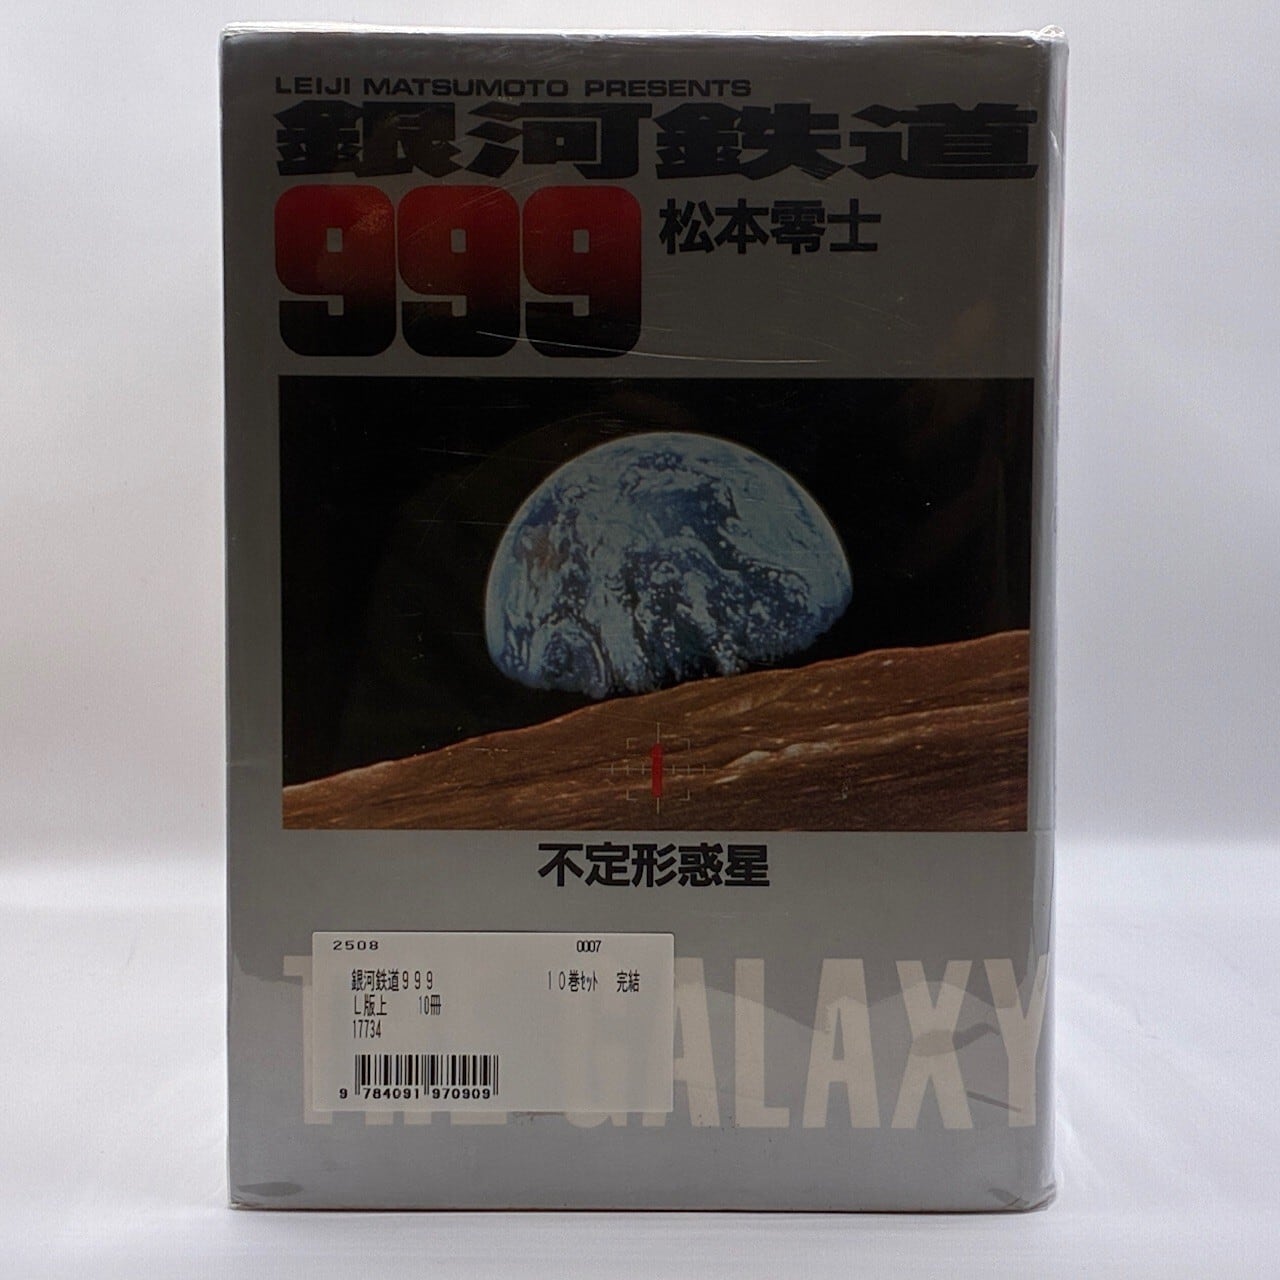 LEIJI MATSUMOTO PRESENTS
銀河鉄道
999 松本零士
不定形惑星
2508 0007
銀河鉄道999 10巻ｾｯﾄ 完結
L版上 10冊
17734
9 784091 970909
THE GALAXY